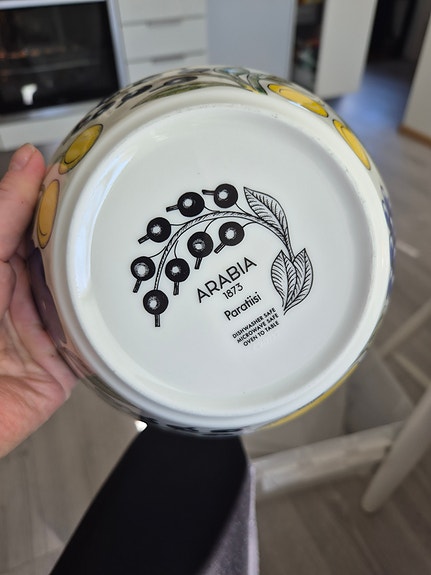 ARABIA
1873
Paratiisi
DISHWASHER SAFE
MICROWAVE SAFE
OVEN TO TABLE